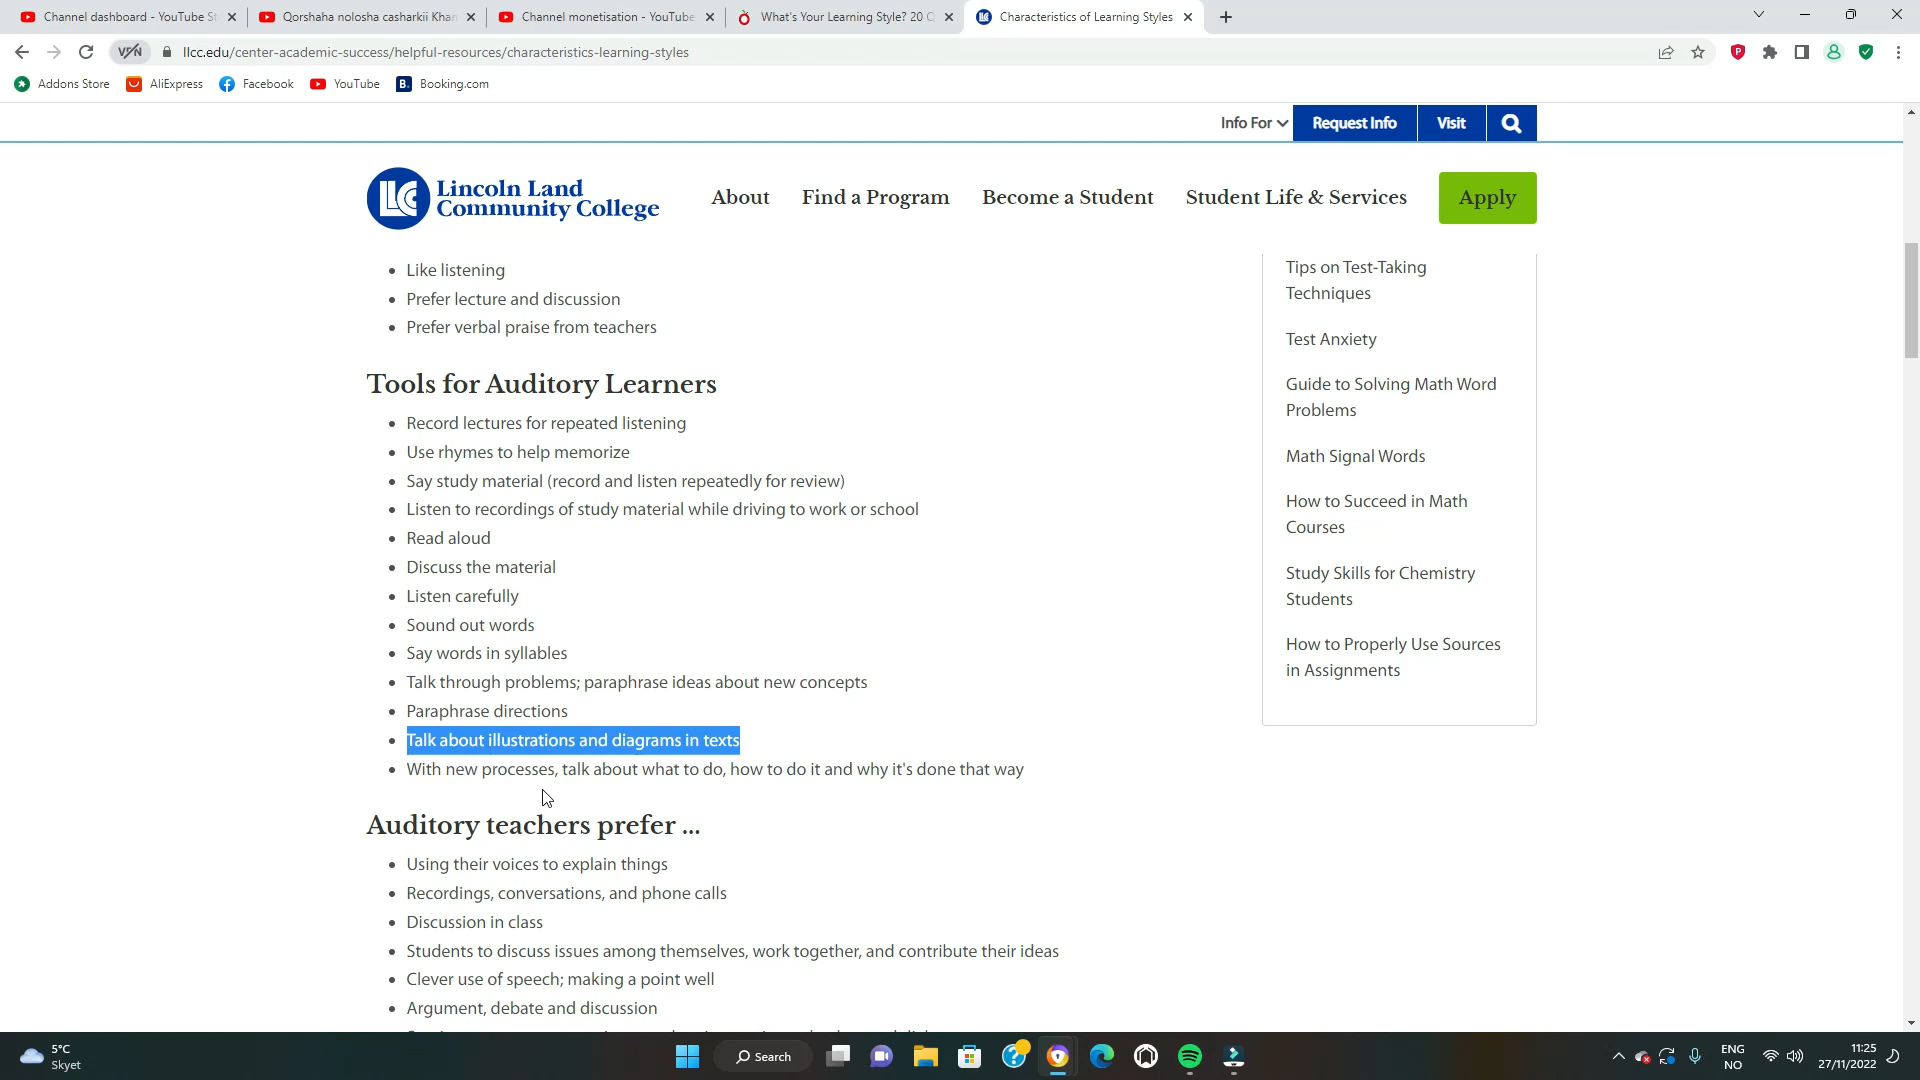 Channel dashboard - YouTube St
Qorshaha nolosha casharkii Khan
Channel monetisation - YouTube
What's Your Learning Style? 20 Q
Characteristics of Learning Styles
VPN
llcc.edu/center-academic-success/helpful-resources/characteristics-learning-styles
Addons Store
AliExpress
Facebook
YouTube
B.
Booking.com
Info For
Request Info
Visit
LLC
Lincoln Land
Community College
About
Find a Program
Become a Student
Student Life & Services
Apply
• Like listening
• Prefer lecture and discussion
• Prefer verbal praise from teachers
Tools for Auditory Learners
• Record lectures for repeated listening
• Use rhymes to help memorize
• Say study material (record and listen repeatedly for review)
• Listen to recordings of study material while driving to work or school
• Read aloud
• Discuss the material
• Listen carefully
• Sound out words
• Say words in syllables
• Talk through problems; paraphrase ideas about new concepts
• Paraphrase directions
• Talk about illustrations and diagrams in texts
• With new processes, talk about what to do, how to do it and why it's done that way
Auditory teachers prefer ...
• Using their voices to explain things
• Recordings, conversations, and phone calls
• Discussion in class
• Students to discuss issues among themselves, work together, and contribute their ideas
• Clever use of speech; making a point well
• Argument, debate and discussion
Tips on Test-Taking
Techniques
Test Anxiety
Guide to Solving Math Word
Problems
Math Signal Words
How to Succeed in Math
Courses
Study Skills for Chemistry
Students
How to Properly Use Sources
in Assignments
5°C
Skyet
Search
ENG
NO
11:25
27/11/2022